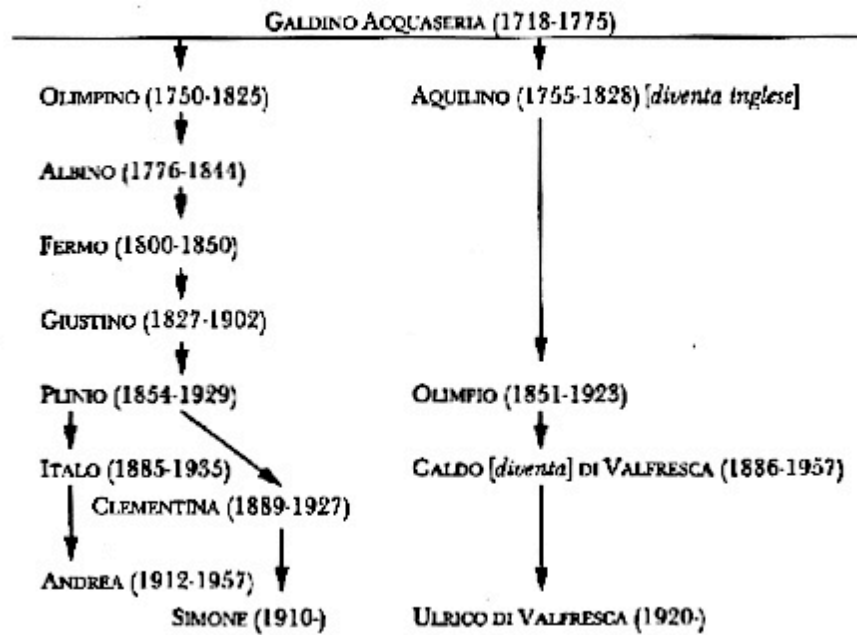 GALDINO ACQUASERIA (1718-1775)
OLIMPINO (1750-1825)
AQUILINO (1755-1828) [diventa inglese]
ALBINO (1776-1844)
FERMO (1800-1850)
GIUSTINO (1827-1902)
PLINIO (1854-1929)
OLIMPIO (1851-1923)
ITALO (1885-1935)
GALDO [diventa] DI VALFRESCA (1886-1957)
CLEMENTINA (1889-1927)
ANDREA (1912-1957)
SIMONE (1910-)
ULRICO DI VALFRESCA (1920-)